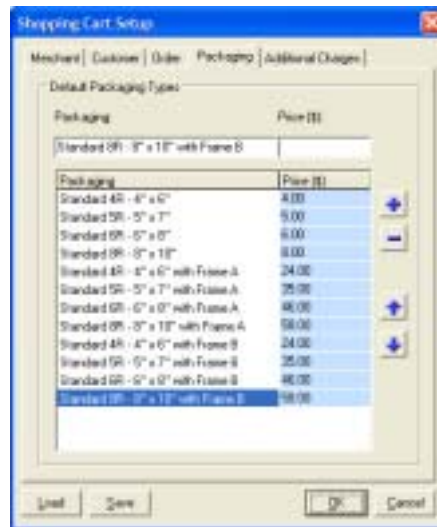 Shopping Cart Setup
Merchant Customer Order Packaging Additional Charges
Default Packaging Types
Packaging Price ($)
Standard 8R - 8" x 10" with Frame B
Packaging Price ($)
Standard 4R - 4" x 6" 4.00
Standard 5R - 5" x 7" 5.00
Standard 6R - 6" x 8" 6.00
Standard 8R - 8" x 10" 8.00
Standard 4R - 4" x 6" with Frame A 24.00
Standard 5R - 5" x 7" with Frame A 35.00
Standard 6R - 6" x 8" with Frame A 46.00
Standard 8R - 8" x 10" with Frame A 58.00
Standard 4R - 4" x 6" with Frame B 24.00
Standard 5R - 5" x 7" with Frame B 35.00
Standard 6R - 6" x 8" with Frame B 46.00
Standard 8R - 8" x 10" with Frame B 58.00
Load Save OK Cancel